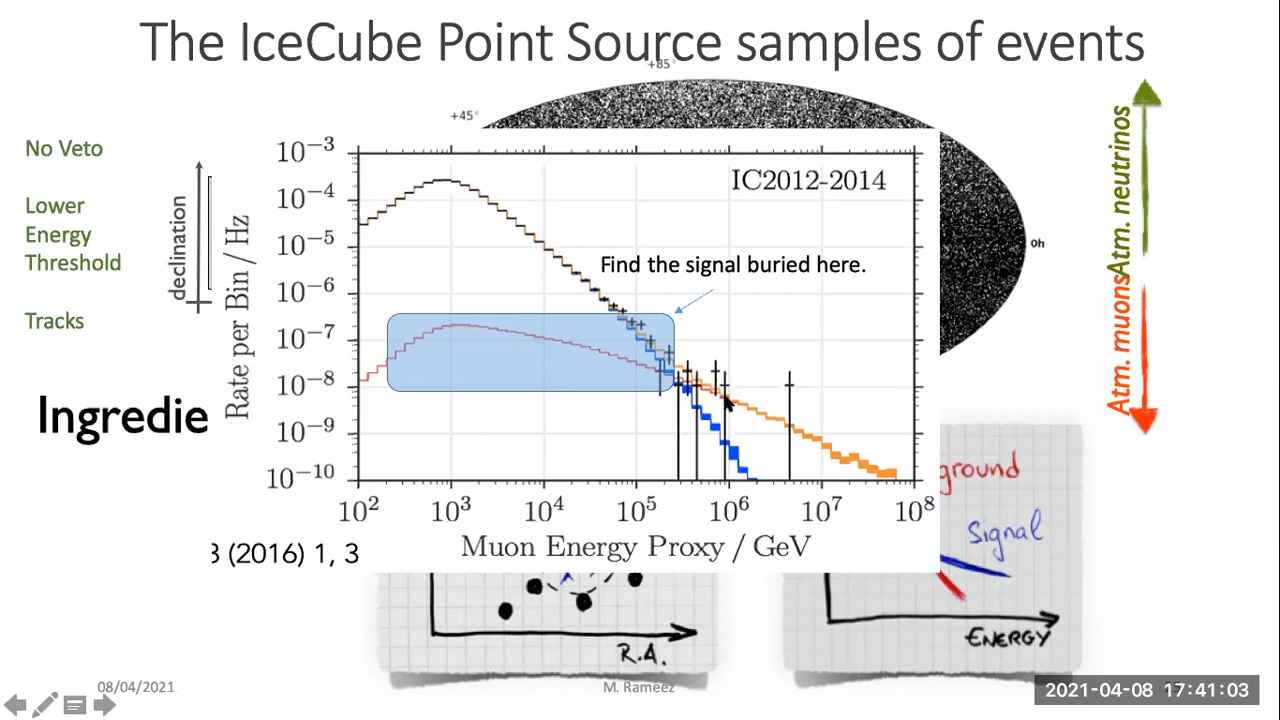 The IceCube Point Source samples of events
+85°
+45°
No Veto
Lower
Energy
Threshold
Tracks
declination
Ingredie
10⁻³
10⁻⁴
10⁻⁵
10⁻⁶
10⁻⁷
10⁻⁸
10⁻⁹
10⁻¹⁰
Rate per Bin / Hz
IC2012-2014
Find the signal buried here.
10² 10³ 10⁴ 10⁵ 10⁶ 10⁷ 10⁸
Muon Energy Proxy / GeV
0h
Atm. neutrinos
Atm. muons
(2016) 1, 3
ground
Signal
R.A.
ENERGY
08/04/2021
M. Rameez
2021-04-08 17:41:03